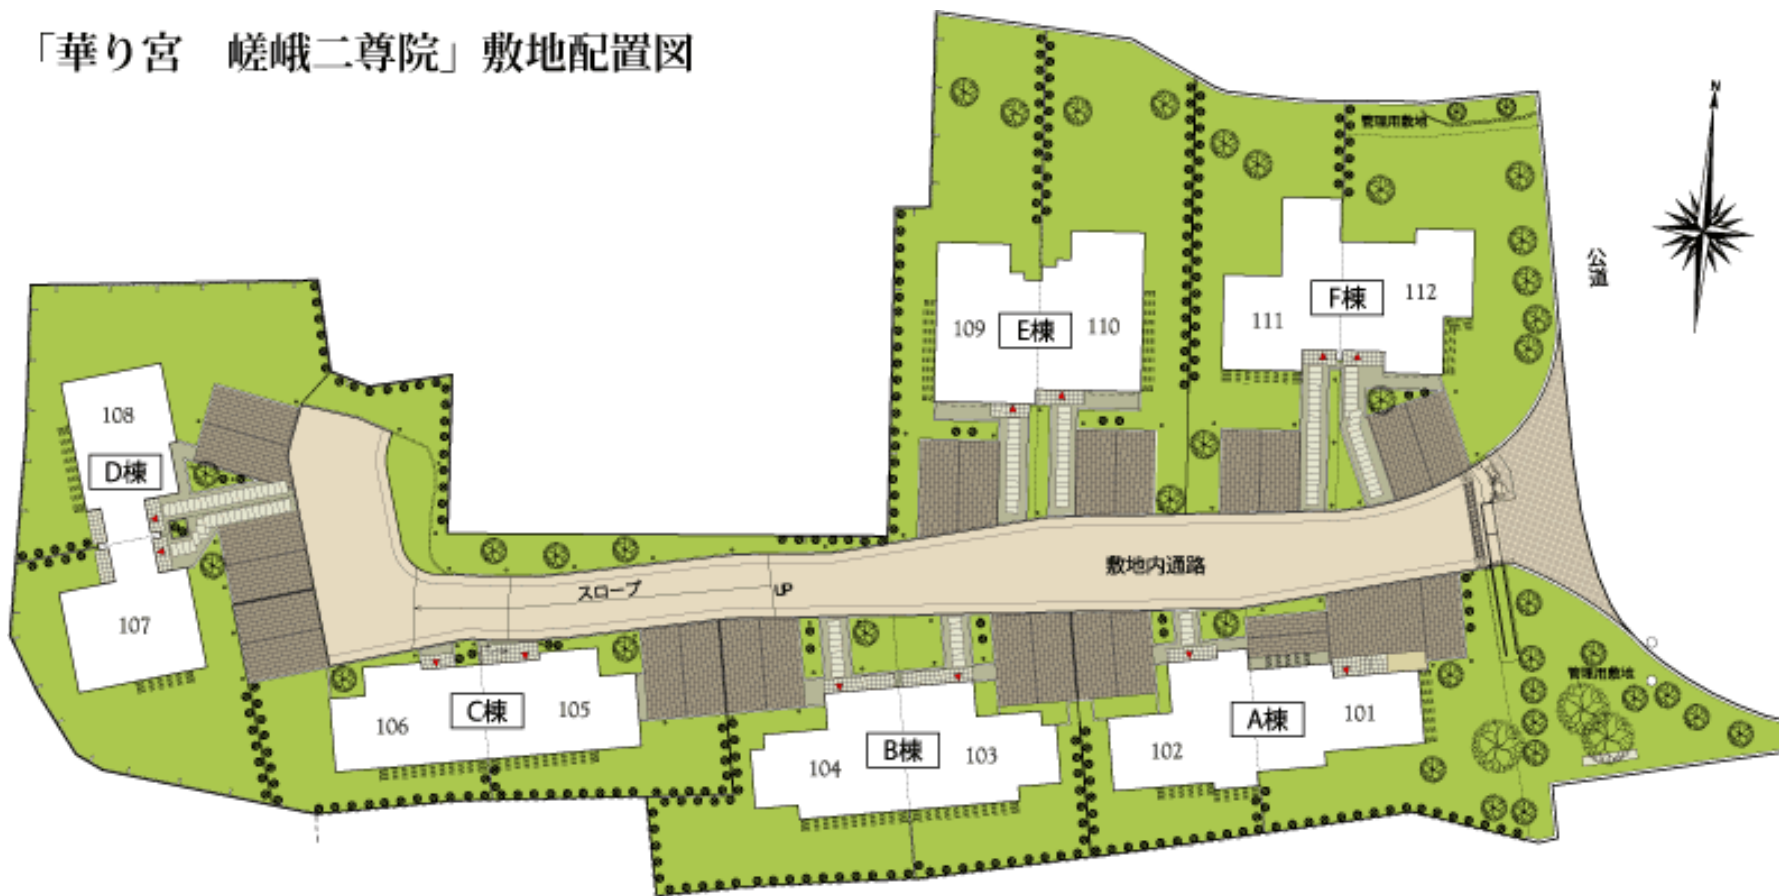 「華り宮　嵯峨二尊院」敷地配置図
N
管理用敷地
公道
112
F棟
111
110
E棟
109
108
D棟
107
敷地内通路
スロープ
UP
106
C棟
105
104
B棟
103
102
A棟
101
管理用敷地